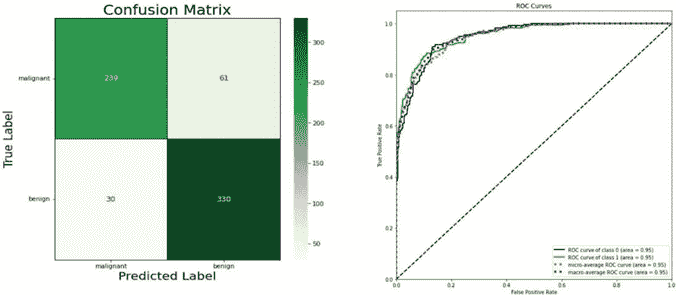 Confusion Matrix
True Label
malignant
benign
239
61
30
330
malignant
benign
Predicted Label
300
250
200
150
100
50
ROC Curves
True Positive Rate
1.0
0.8
0.6
0.4
0.2
0.0
0.0
0.2
0.4
0.6
0.8
1.0
False Positive Rate
ROC curve of class 0 (area = 0.95)
ROC curve of class 1 (area = 0.95)
micro-average ROC curve (area = 0.95)
macro-average ROC curve (area = 0.95)